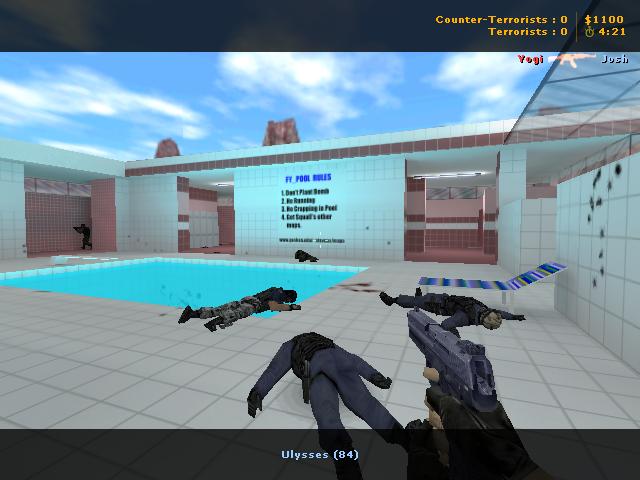 Counter-Terrorists : 0 $1100
Terrorists : 0 4:21
Yogi Josh
FY_POOL RULES
1. Don't Plant Bomb
2. No Running
3. No Crapping in Pool
4. Get Squall's other
maps.
Ulysses (84)